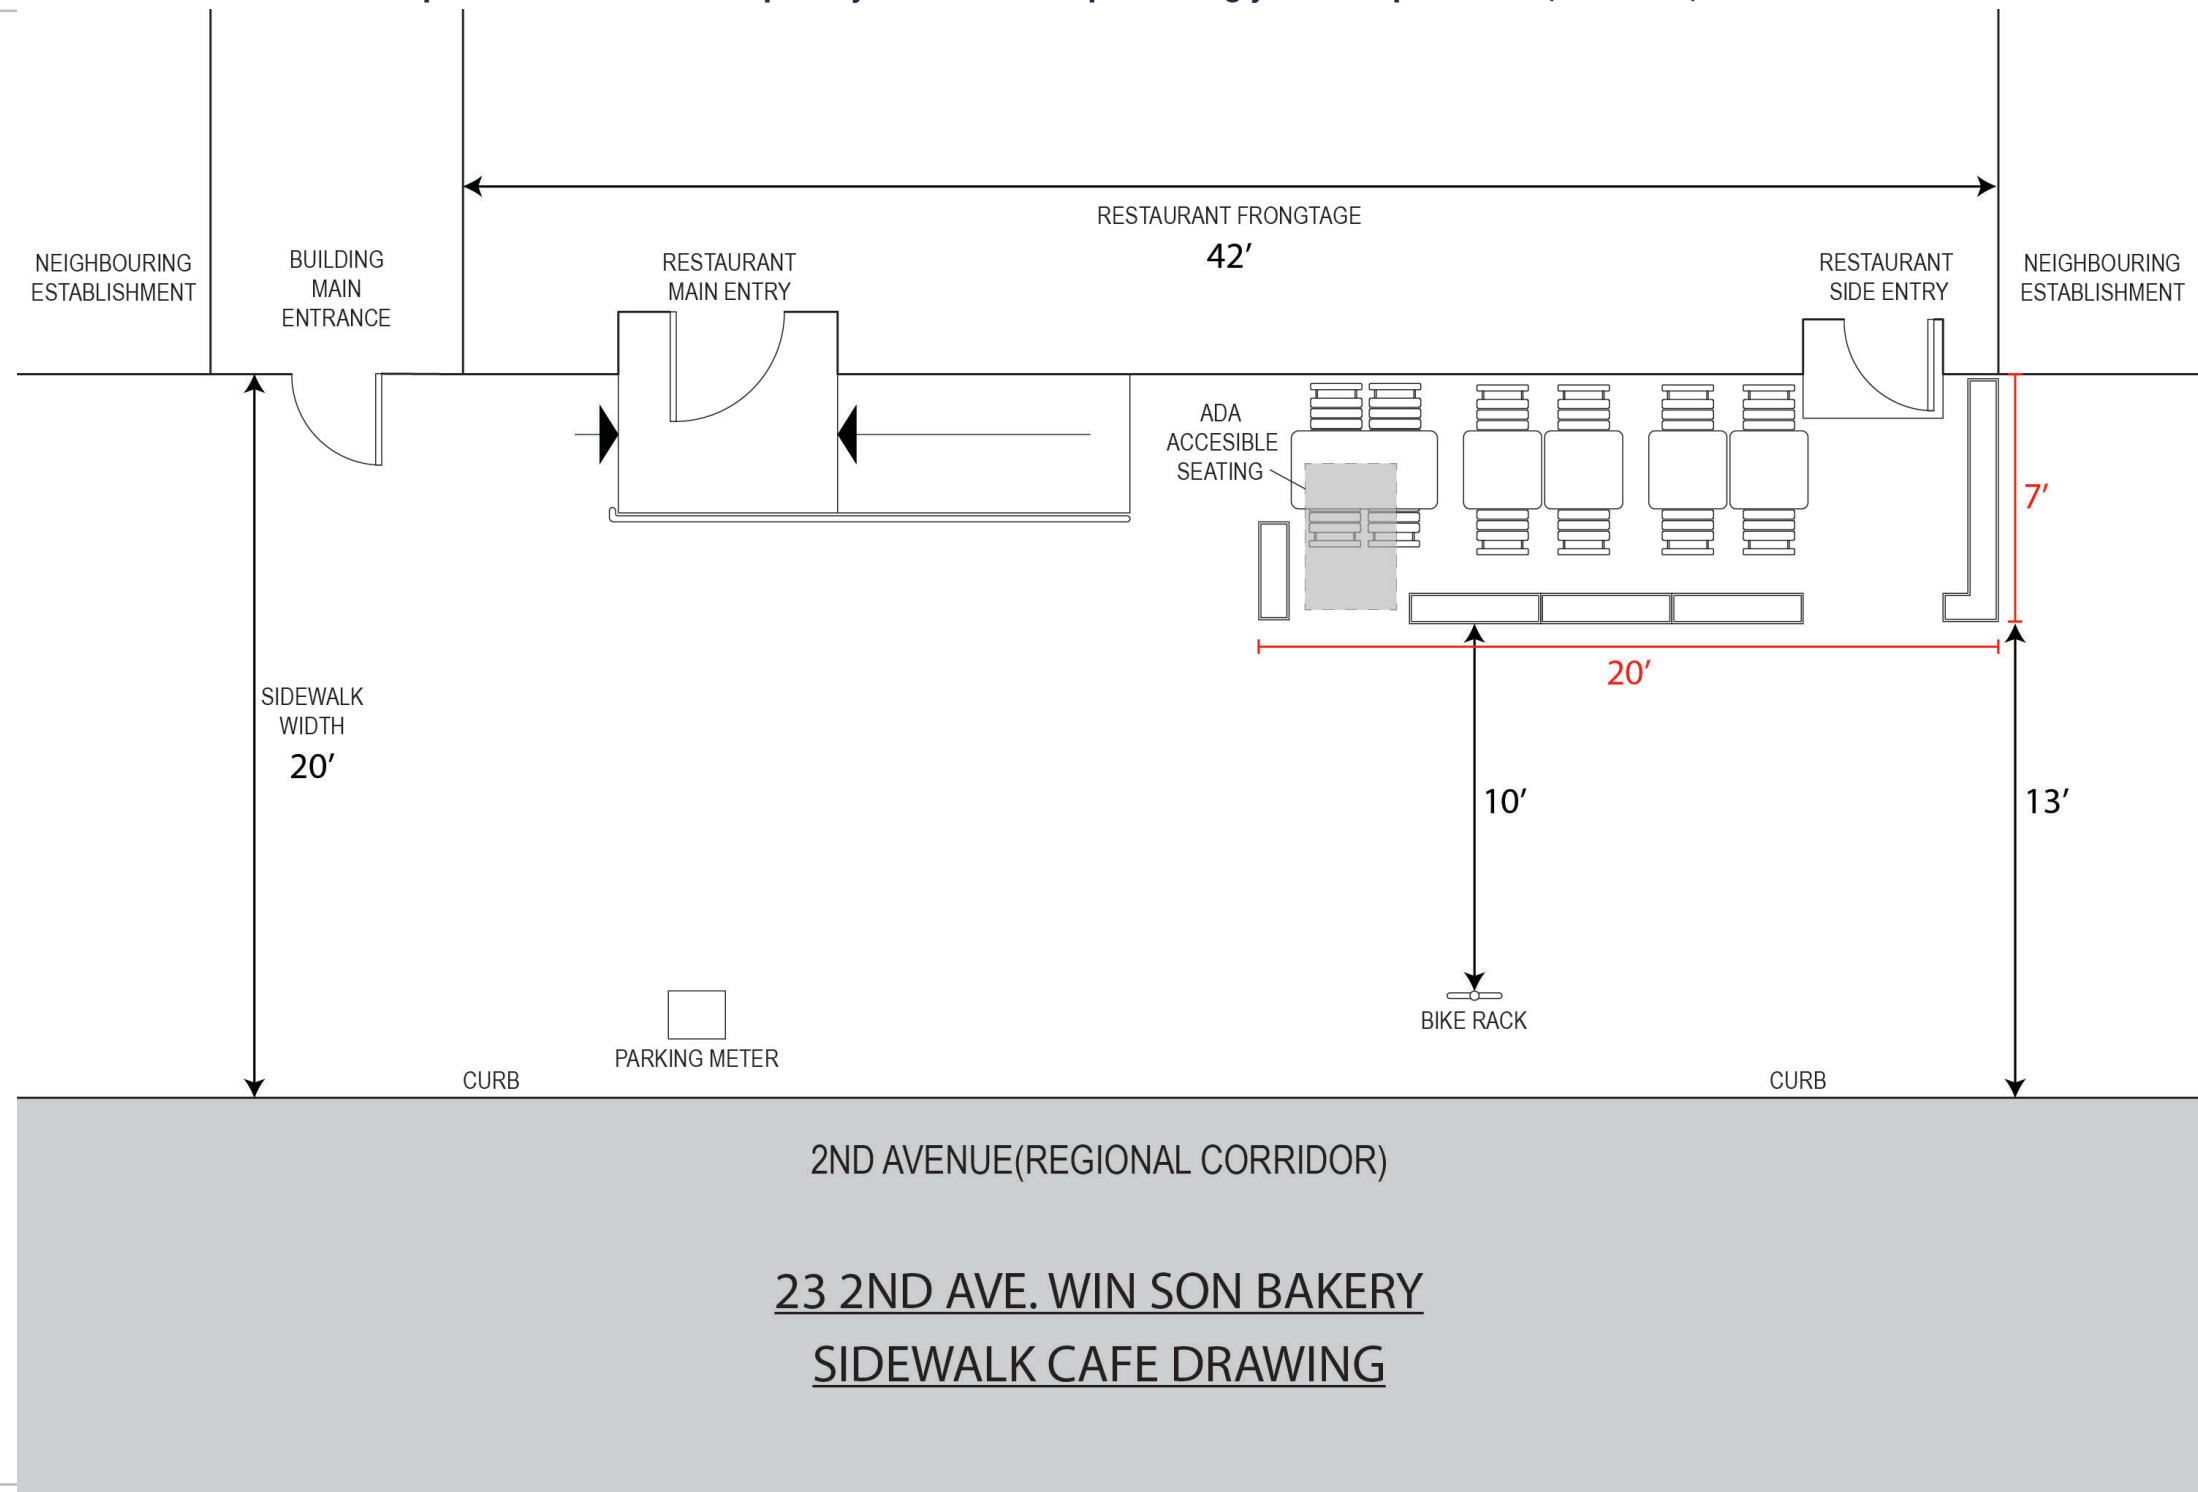 RESTAURANT FRONGTAGE
42’
NEIGHBOURING
ESTABLISHMENT
BUILDING
MAIN
ENTRANCE
RESTAURANT
MAIN ENTRY
RESTAURANT
SIDE ENTRY
NEIGHBOURING
ESTABLISHMENT
ADA
ACCESIBLE
SEATING
7’
20’
SIDEWALK
WIDTH
20’
10’
13’
BIKE RACK
PARKING METER
CURB
CURB
2ND AVENUE(REGIONAL CORRIDOR)
23 2ND AVE. WIN SON BAKERY
SIDEWALK CAFE DRAWING